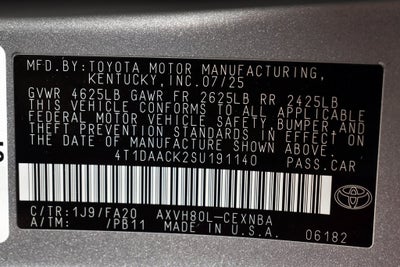 MFD.BY:TOYOTA MOTOR MANUFACTURING,
KENTUCKY, INC.07/25
GVWR 4625LB GAWR FR 2625LB RR 2425LB
THIS VEHICLE CONFORMS TO ALL APPLICABLE
FEDERAL MOTOR VEHICLE SAFETY, BUMPER, AND
THEFT PREVENTION STANDARDS IN EFFECT ON
THE DATE OF MANUFACTURE SHOWN ABOVE.
4T1DAACK2SU191140 PASS.CAR
C/TR:1J9/FA20 AXVH80L-CEXNBA
A/TM: /PB11 MADE IN U.S.A. 06182
TOYOTA